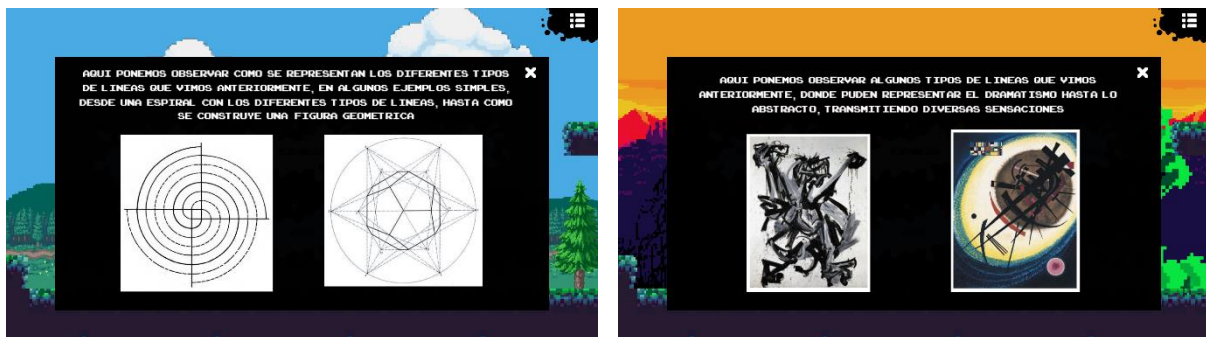 AQUI PONEMOS OBSERVAR COMO SE REPRESENTAN LOS DIFERENTES TIPOS
DE LINEAS QUE VIMOS ANTERIORMENTE, EN ALGUNOS EJEMPLOS SIMPLES,
DESDE UNA ESPIRAL CON LOS DIFERENTES TIPOS DE LINEAS, HASTA COMO
SE CONSTRUYE UNA FIGURA GEOMETRICA
AQUI PONEMOS OBSERVAR ALGUNOS TIPOS DE LINEAS QUE VIMOS
ANTERIORMENTE, DONDE PUDEN REPRESENTAR EL DRAMATISMO HASTA LO
ABSTRACTO, TRANSMITIENDO DIVERSAS SENSACIONES